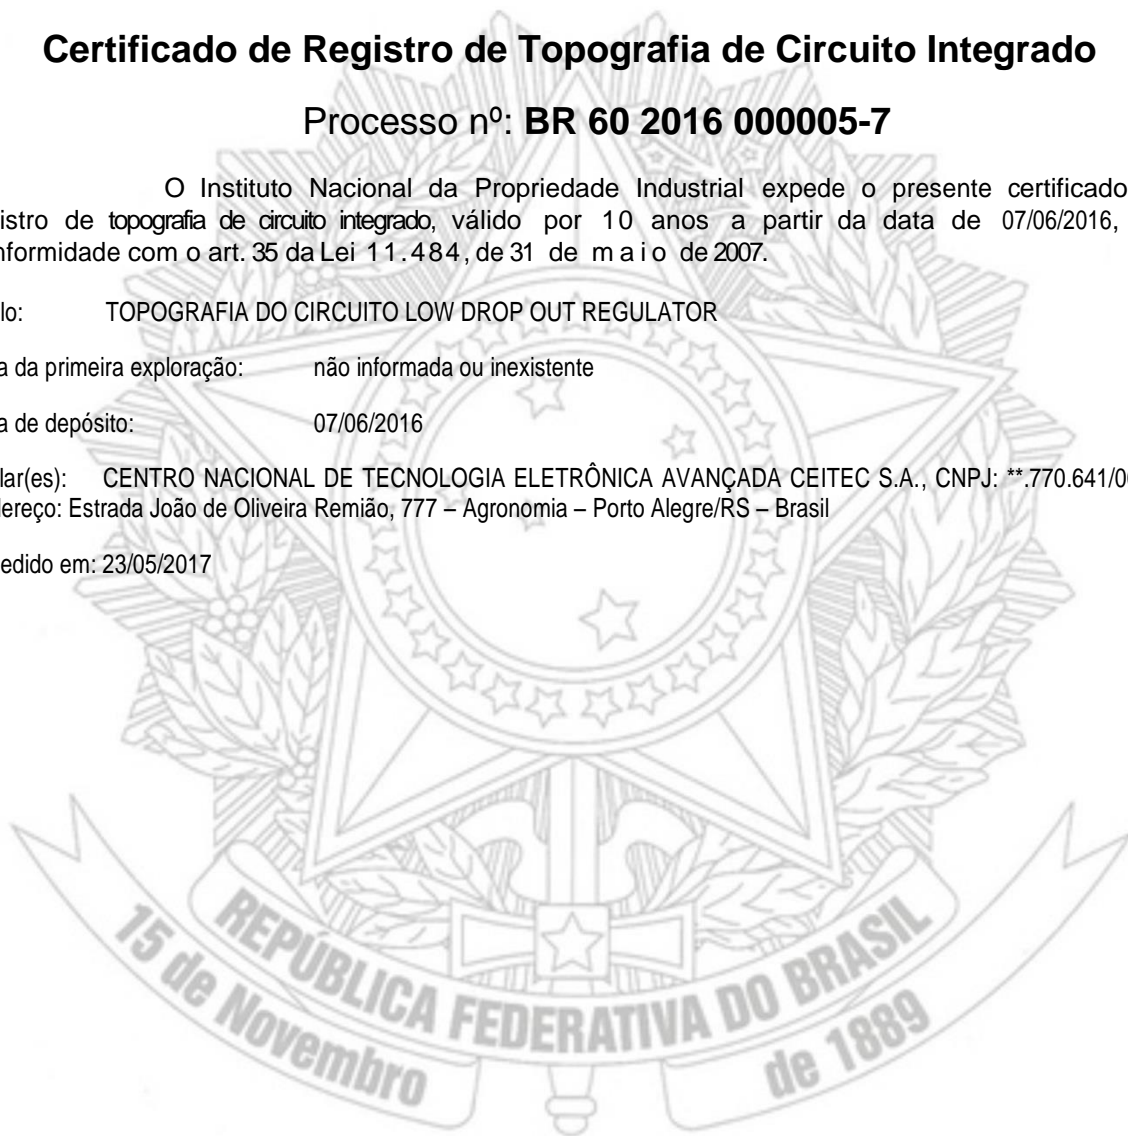 Certificado de Registro de Topografia de Circuito Integrado
Processo nº: BR 60 2016 000005-7
O Instituto Nacional da Propriedade Industrial expede o presente certificado
istro de topografia de circuito integrado, válido por 10 anos a partir da data de 07/06/2016,
nformidade com o art. 35 da Lei 11.484, de 31 de maio de 2007.
lo: TOPOGRAFIA DO CIRCUITO LOW DROP OUT REGULATOR
a da primeira exploração: não informada ou inexistente
a de depósito: 07/06/2016
lar(es): CENTRO NACIONAL DE TECNOLOGIA ELETRÔNICA AVANÇADA CEITEC S.A., CNPJ: **.770.641/0
dereço: Estrada João de Oliveira Remião, 777 – Agronomia – Porto Alegre/RS – Brasil
edido em: 23/05/2017
REPÚBLICA FEDERATIVA DO BRASIL
15 de Novembro de 1889